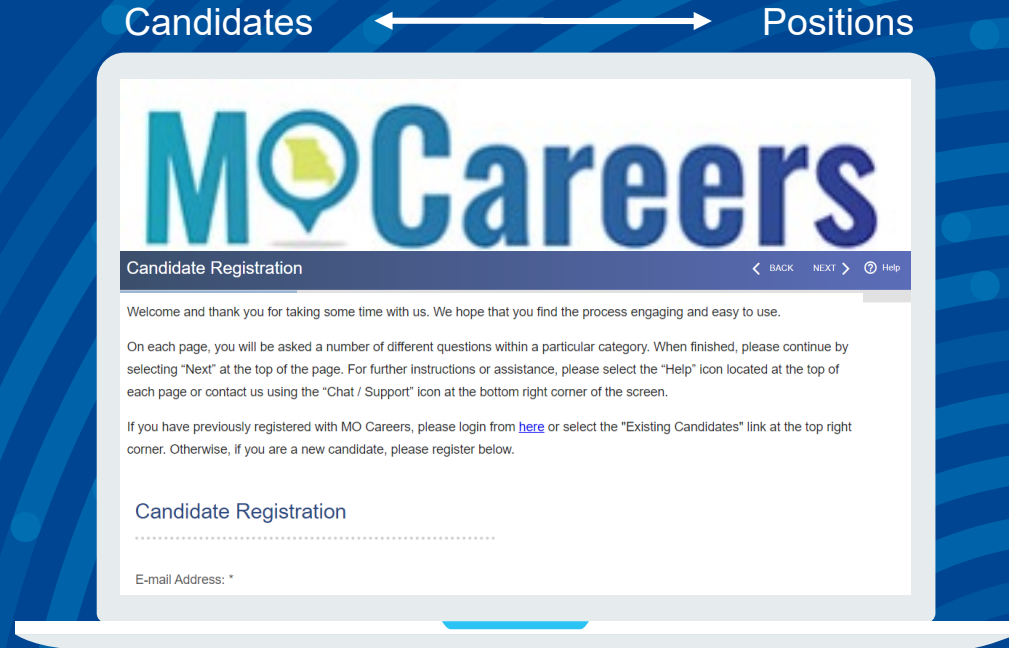 Candidates Positions
MOCareers
Candidate Registration BACK NEXT Help
Welcome and thank you for taking some time with us. We hope that you find the process engaging and easy to use.
On each page, you will be asked a number of different questions within a particular category. When finished, please continue by
selecting “Next” at the top of the page. For further instructions or assistance, please select the “Help” icon located at the top of
each page or contact us using the “Chat / Support” icon at the bottom right corner of the screen.
If you have previously registered with MO Careers, please login from here or select the "Existing Candidates" link at the top right
corner. Otherwise, if you are a new candidate, please register below.
Candidate Registration
E-mail Address: *